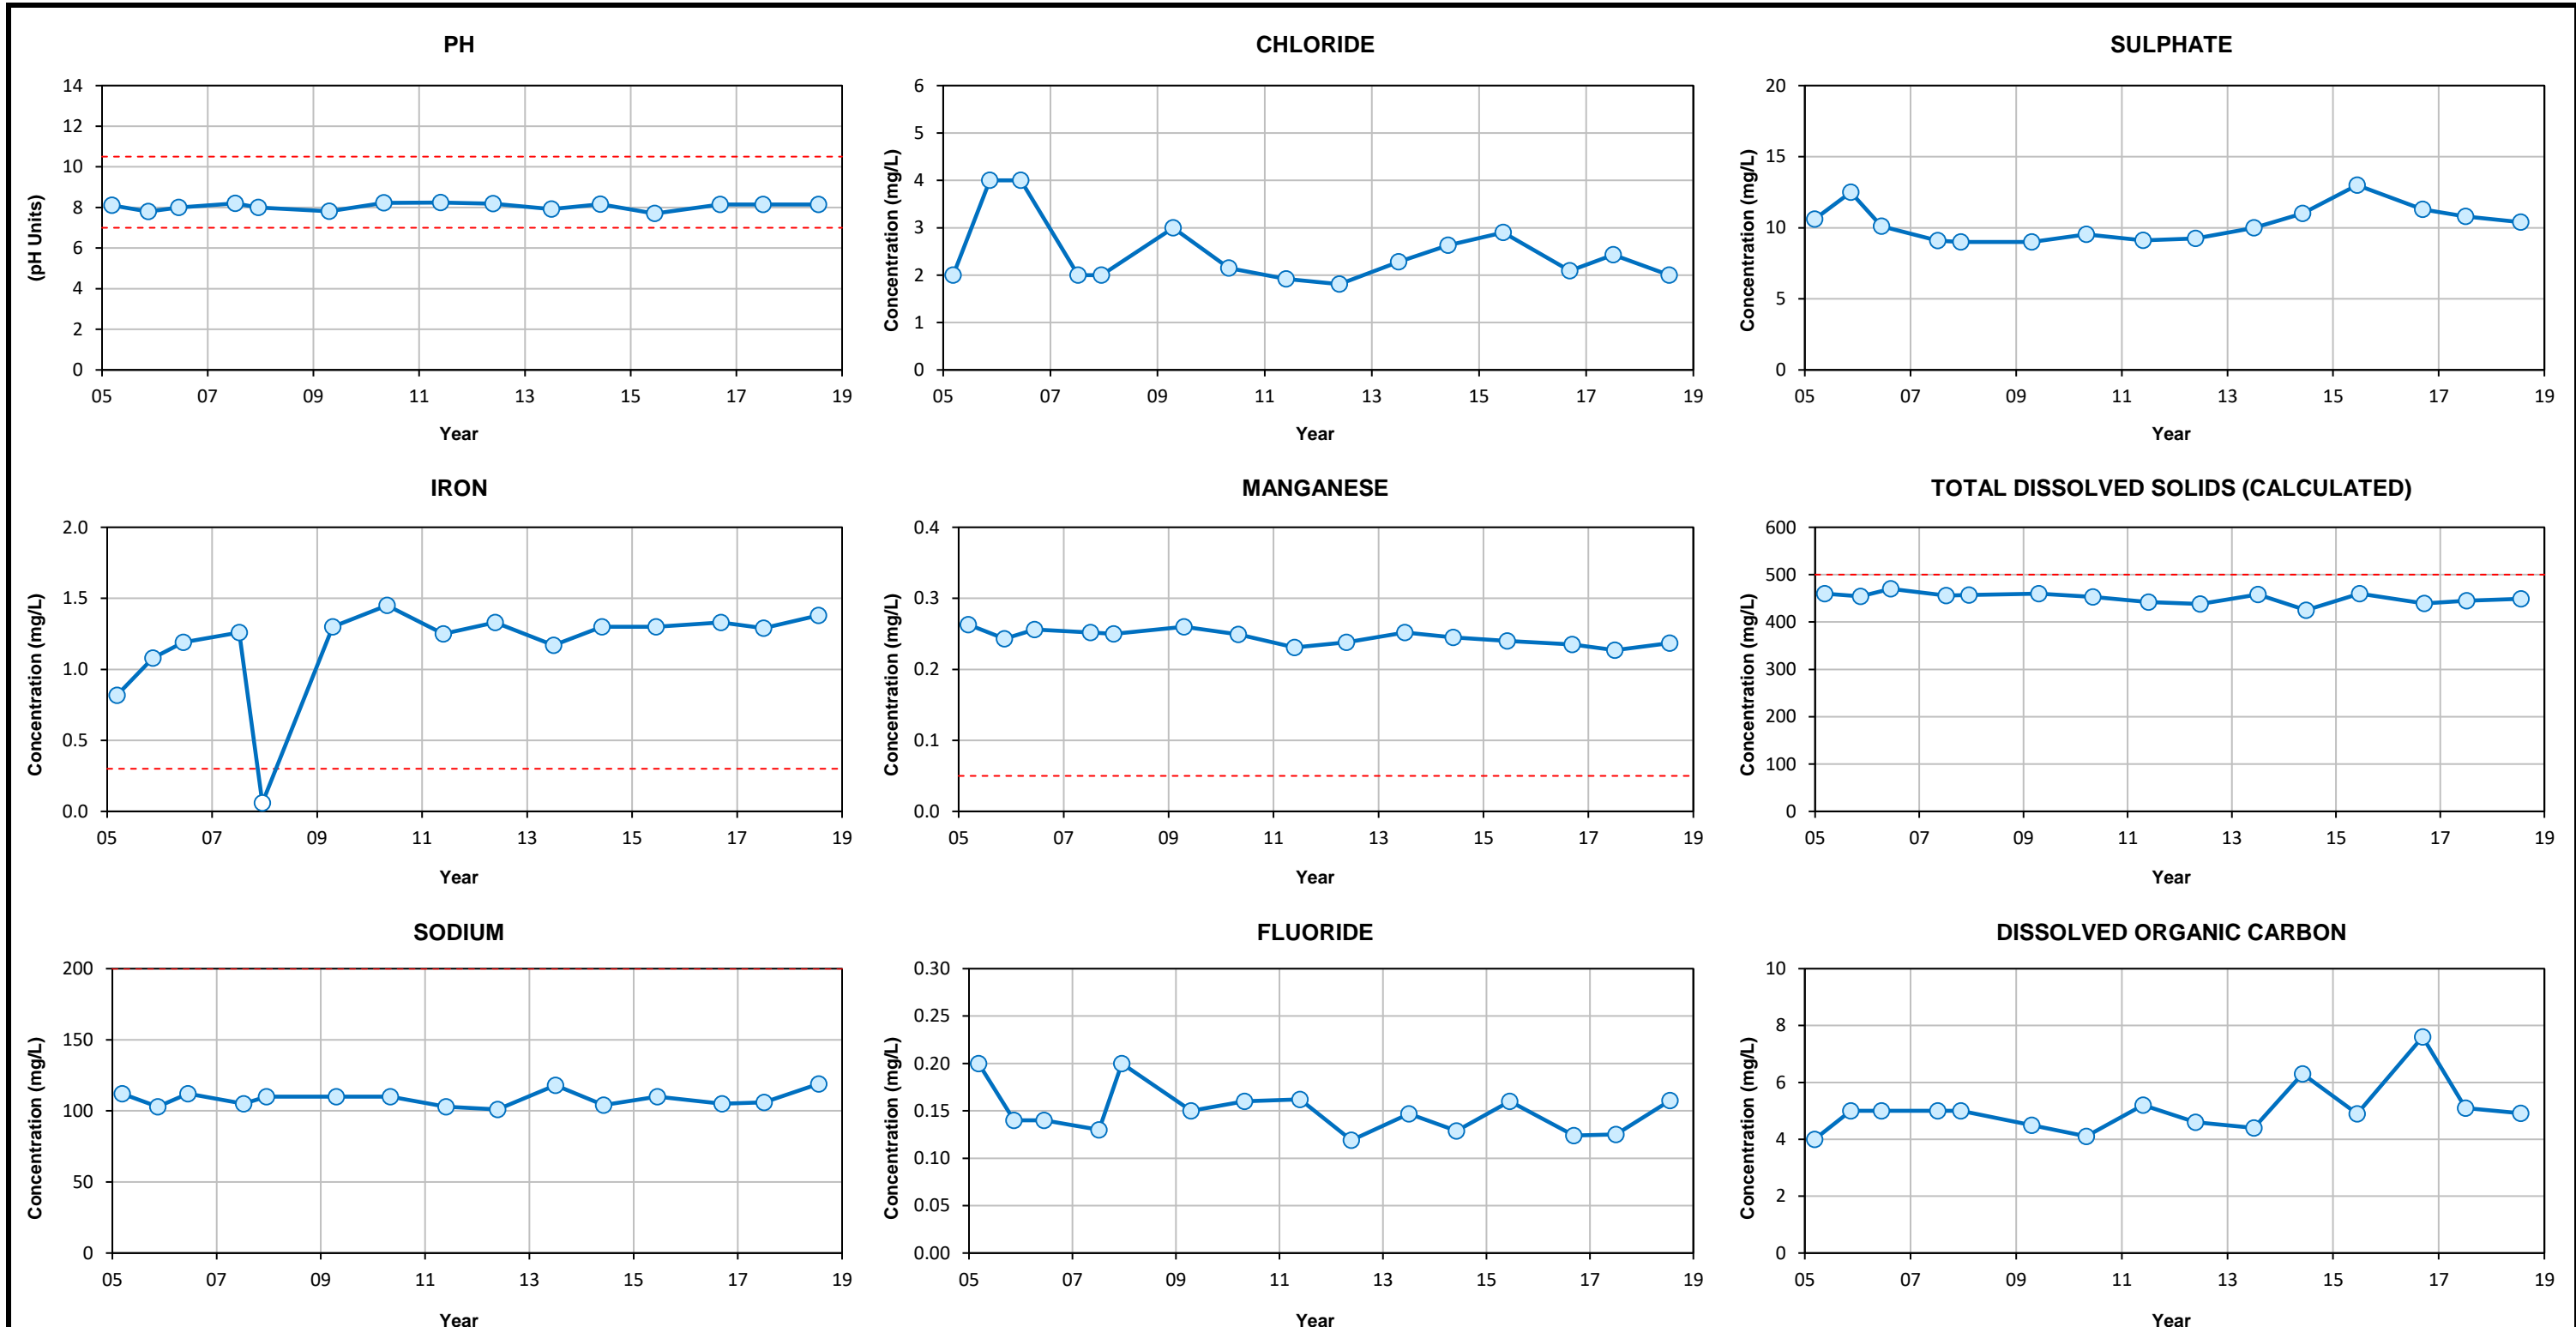 PH
14
12
10
8
6
4
2
0
(pH Units)
05 07 09 11 13 15 17 19
Year
CHLORIDE
6
5
4
3
2
1
0
Concentration (mg/L)
05 07 09 11 13 15 17 19
Year
SULPHATE
20
15
10
5
0
Concentration (mg/L)
05 07 09 11 13 15 17 19
Year
IRON
2.0
1.5
1.0
0.5
0.0
Concentration (mg/L)
05 07 09 11 13 15 17 19
Year
MANGANESE
0.4
0.3
0.2
0.1
0.0
Concentration (mg/L)
05 07 09 11 13 15 17 19
Year
TOTAL DISSOLVED SOLIDS (CALCULATED)
600
500
400
300
200
100
0
Concentration (mg/L)
05 07 09 11 13 15 17 19
Year
SODIUM
200
150
100
50
0
Concentration (mg/L)
05 07 09 11 13 15 17 19
Year
FLUORIDE
0.30
0.25
0.20
0.15
0.10
0.05
0.00
Concentration (mg/L)
05 07 09 11 13 15 17 19
Year
DISSOLVED ORGANIC CARBON
10
8
6
4
2
0
Concentration (mg/L)
05 07 09 11 13 15 17 19
Year